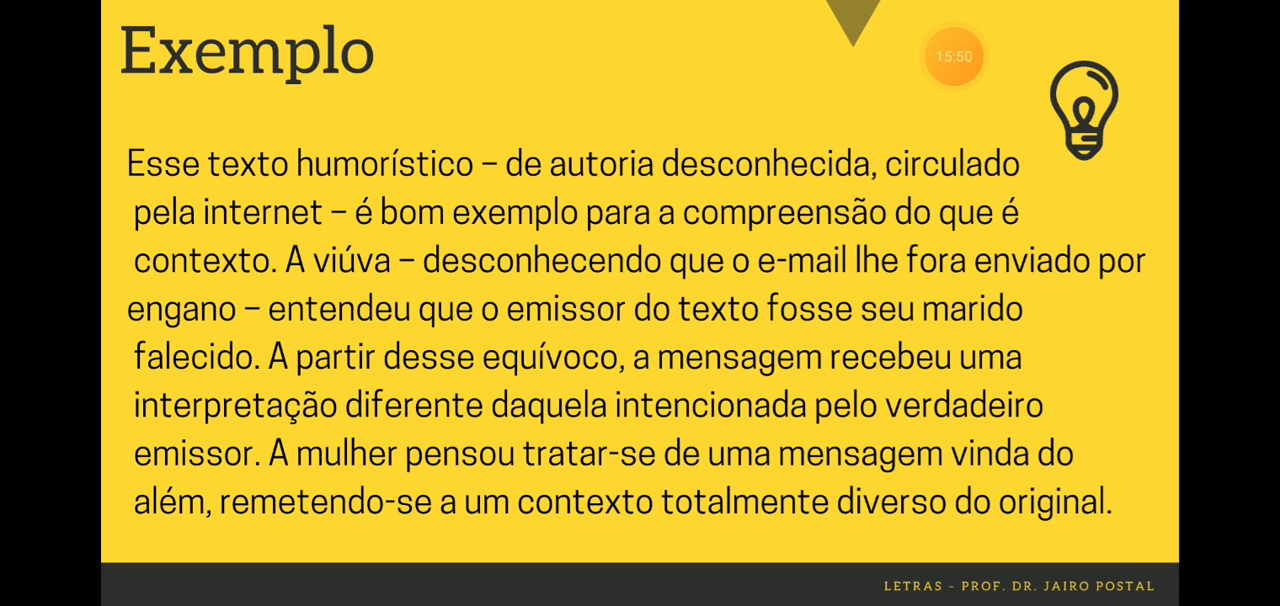 Exemplo
15:50
Esse texto humorístico – de autoria desconhecida, circulado
pela internet – é bom exemplo para a compreensão do que é
contexto. A viúva – desconhecendo que o e-mail lhe fora enviado por
engano – entendeu que o emissor do texto fosse seu marido
falecido. A partir desse equívoco, a mensagem recebeu uma
interpretação diferente daquela intencionada pelo verdadeiro
emissor. A mulher pensou tratar-se de uma mensagem vinda do
além, remetendo-se a um contexto totalmente diverso do original.
LETRAS - PROF. DR. JAIRO POSTAL